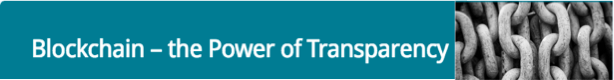 Blockchain – the Power of Transparency